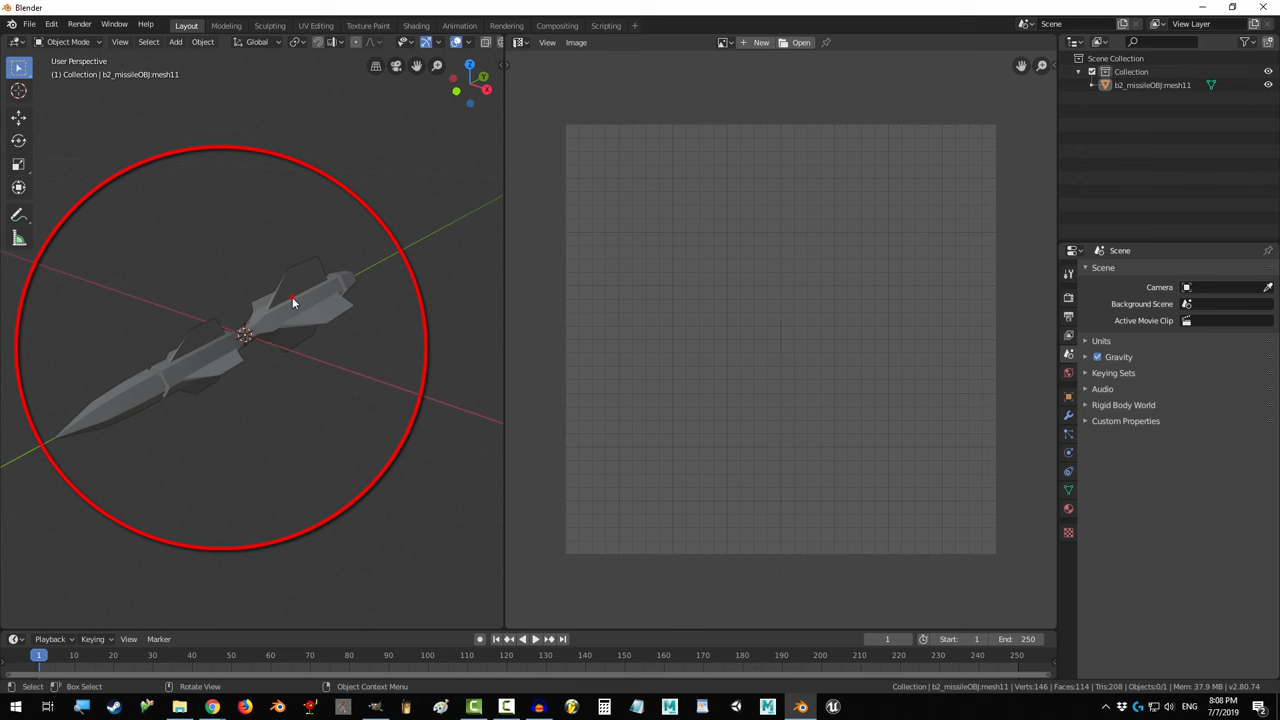 Blender
File Edit Render Window Help Layout Modeling Sculpting UV Editing Texture Paint Shading Animation Rendering Compositing Scripting + Scene View Layer
Object Mode View Select Add Object Global View Image New Open
User Perspective
(1) Collection | b2_missileOBJ:mesh11
Z
Y
X
Scene Collection
Collection
b2_missileOBJ:mesh11
Scene
Scene
Camera
Background Scene
Active Movie Clip
Units
Gravity
Keying Sets
Audio
Rigid Body World
Custom Properties
Playback Keying View Marker 1 Start: 1 End: 250
1 10 20 30 40 50 60 70 80 90 100 110 120 130 140 150 160 170 180 190 200 210 220 230 240 250
Select Box Select Rotate View Object Context Menu Collection | b2_missileOBJ:mesh11 | Verts:146 | Faces:114 | Tris:208 | Objects:0/1 | Mem: 37.9 MB | v2.80.74
ENG 8:08 PM
7/7/2019